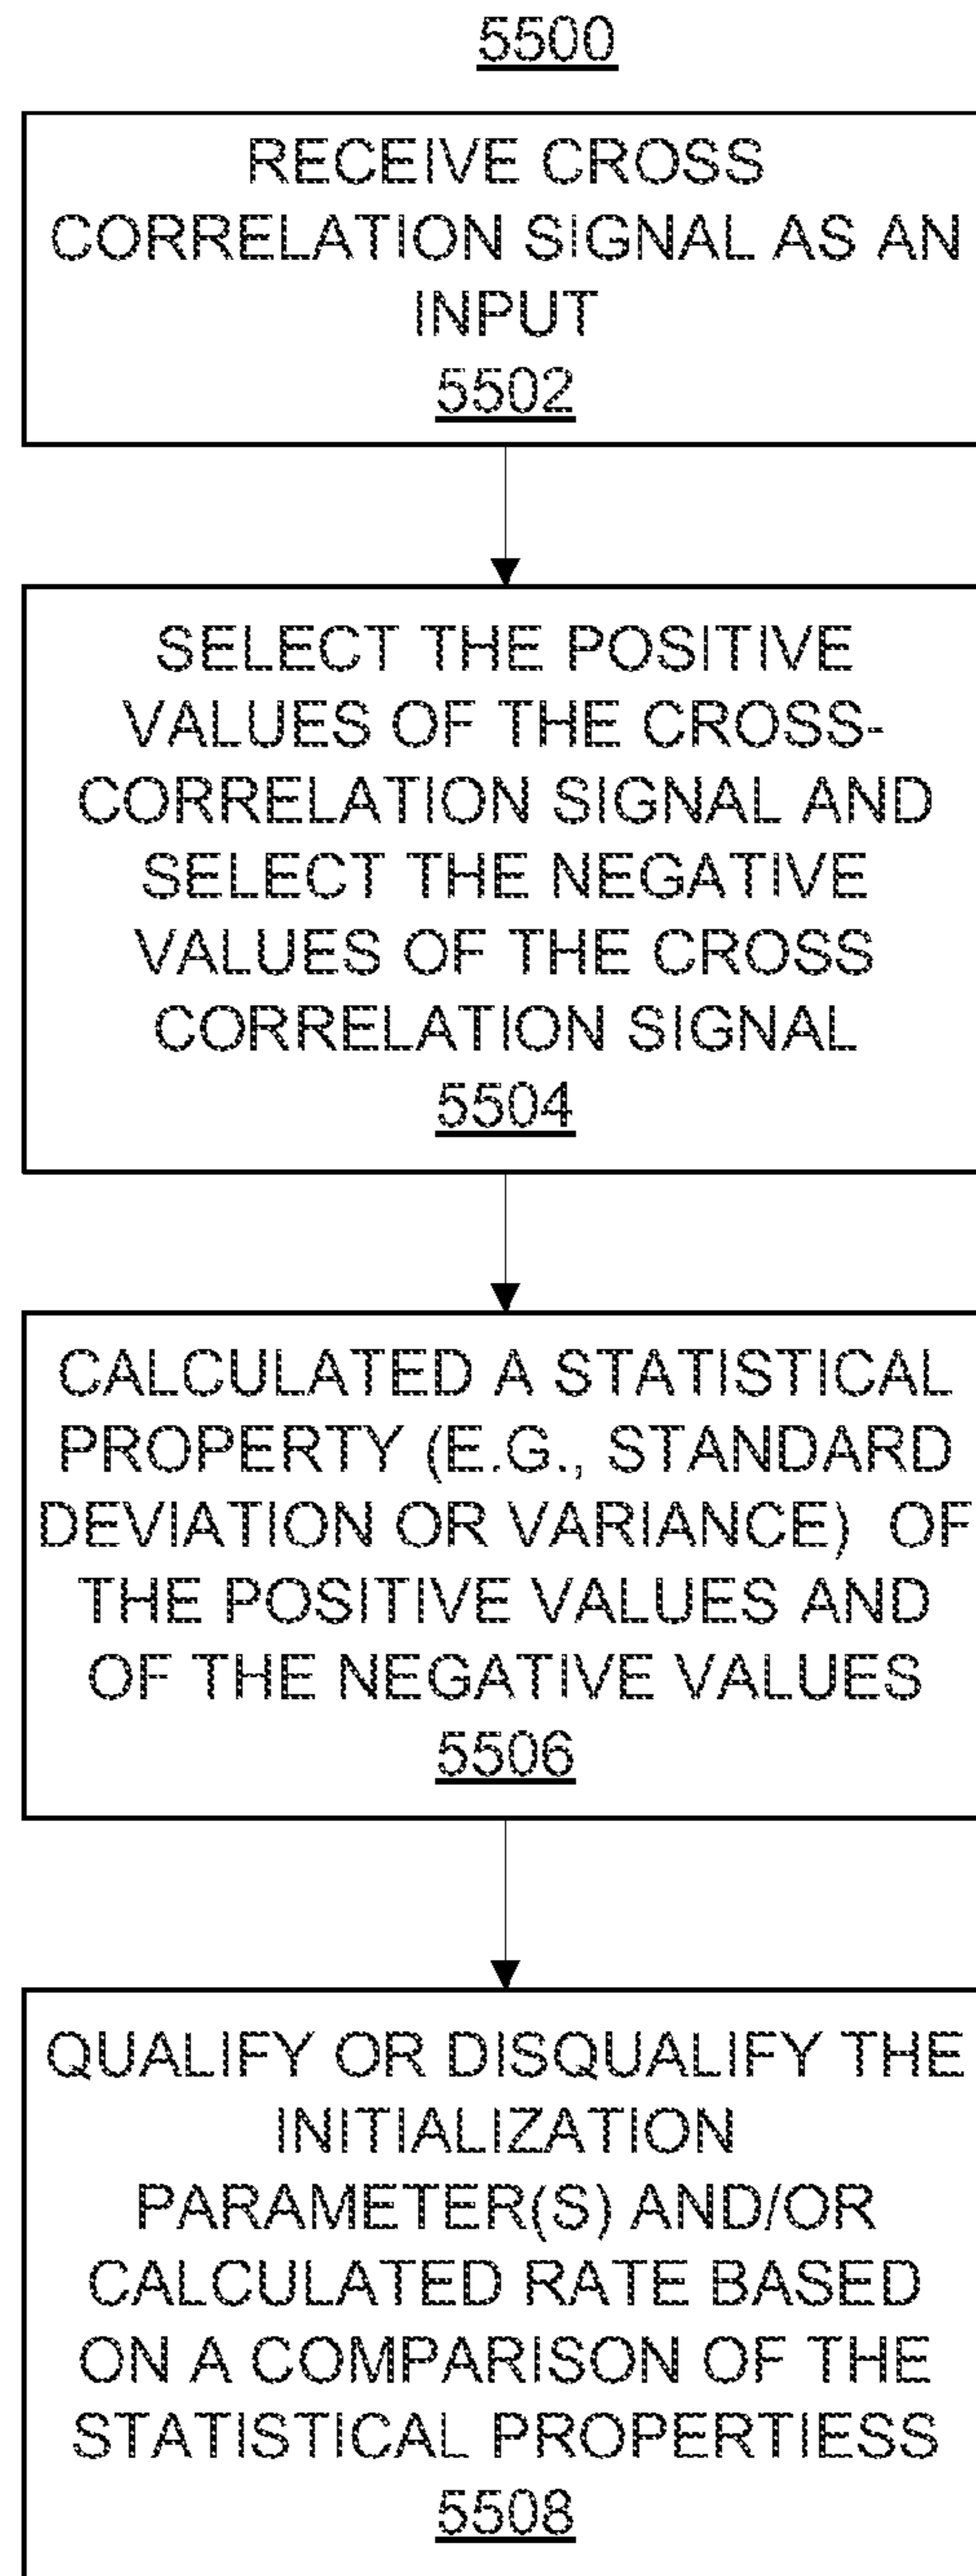 5500
RECEIVE CROSS
CORRELATION SIGNAL AS AN
INPUT
5502
SELECT THE POSITIVE
VALUES OF THE CROSS-
CORRELATION SIGNAL AND
SELECT THE NEGATIVE
VALUES OF THE CROSS
CORRELATION SIGNAL
5504
CALCULATED A STATISTICAL
PROPERTY (E.G., STANDARD
DEVIATION OR VARIANCE)  OF
THE POSITIVE VALUES AND
OF THE NEGATIVE VALUES
5506
QUALIFY OR DISQUALIFY THE
INITIALIZATION
PARAMETER(S) AND/OR
CALCULATED RATE BASED
ON A COMPARISON OF THE
STATISTICAL PROPERTIESS
5508